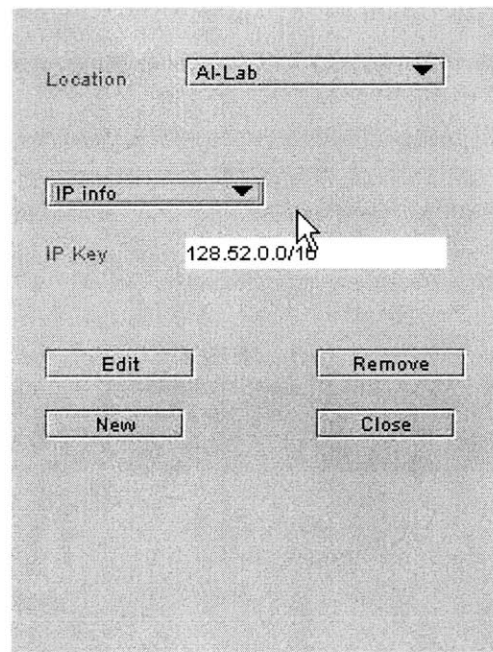 Location AI-Lab
IP info
IP Key 128.52.0.0/16
Edit Remove
New Close